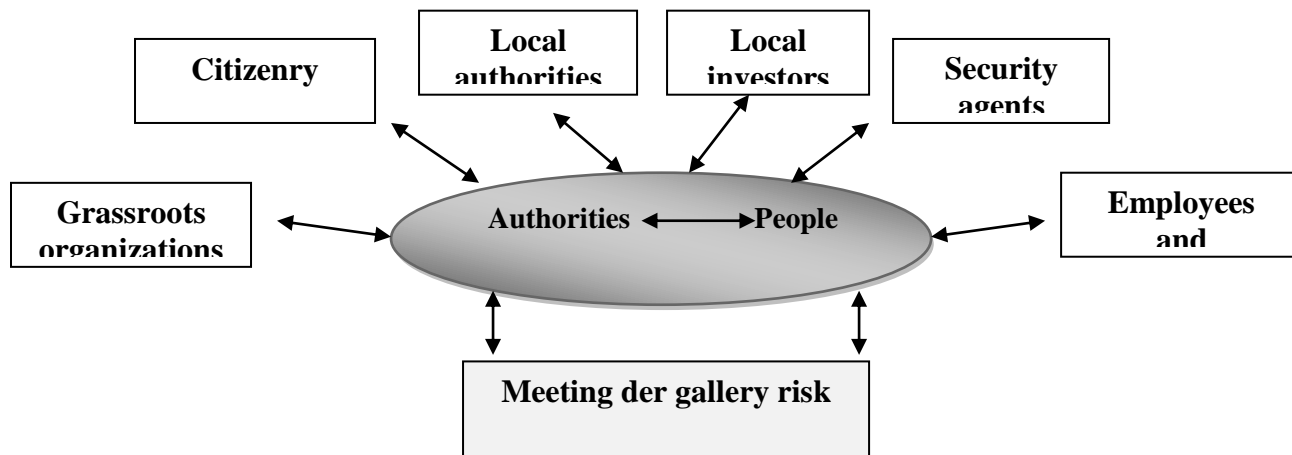 Local
authorities
Local
investors
Citizenry
Security
agents
Grassroots
organizations
Authorities
People
Employees
and
Meeting der gallery risk